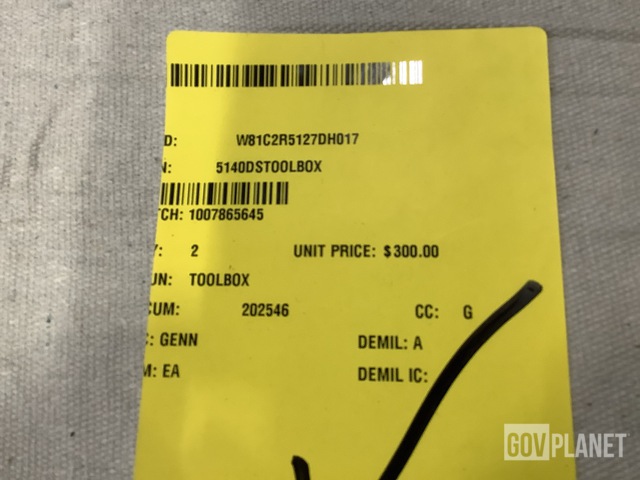 D: W81C2R5127DH017
N: 5140DSTOOLBOX
TCH: 1007865645
Y: 2 UNIT PRICE: $300.00
UN: TOOLBOX
CUM: 202546 CC: G
C: GENN DEMIL: A
M: EA DEMIL IC:
GOVPLANET